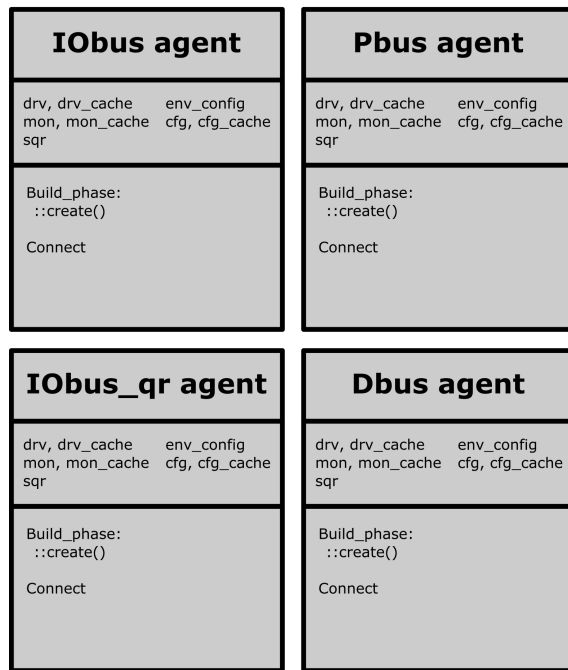 IObus agent
drv, drv_cache env_config
mon, mon_cache cfg, cfg_cache
sqr
Build_phase:
::create()
Connect
Pbus agent
drv, drv_cache env_config
mon, mon_cache cfg, cfg_cache
sqr
Build_phase:
::create()
Connect
IObus_qr agent
drv, drv_cache env_config
mon, mon_cache cfg, cfg_cache
sqr
Build_phase:
::create()
Connect
Dbus agent
drv, drv_cache env_config
mon, mon_cache cfg, cfg_cache
sqr
Build_phase:
::create()
Connect